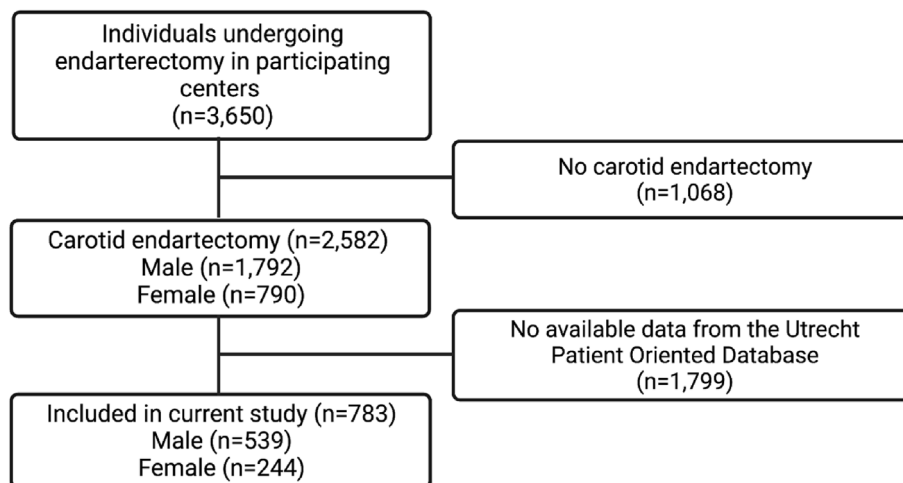 Individuals undergoing
endarterectomy in participating
centers
(n=3,650)
No carotid endartectomy
(n=1,068)
Carotid endartectomy (n=2,582)
Male (n=1,792)
Female (n=790)
No available data from the Utrecht
Patient Oriented Database
(n=1,799)
Included in current study (n=783)
Male (n=539)
Female (n=244)